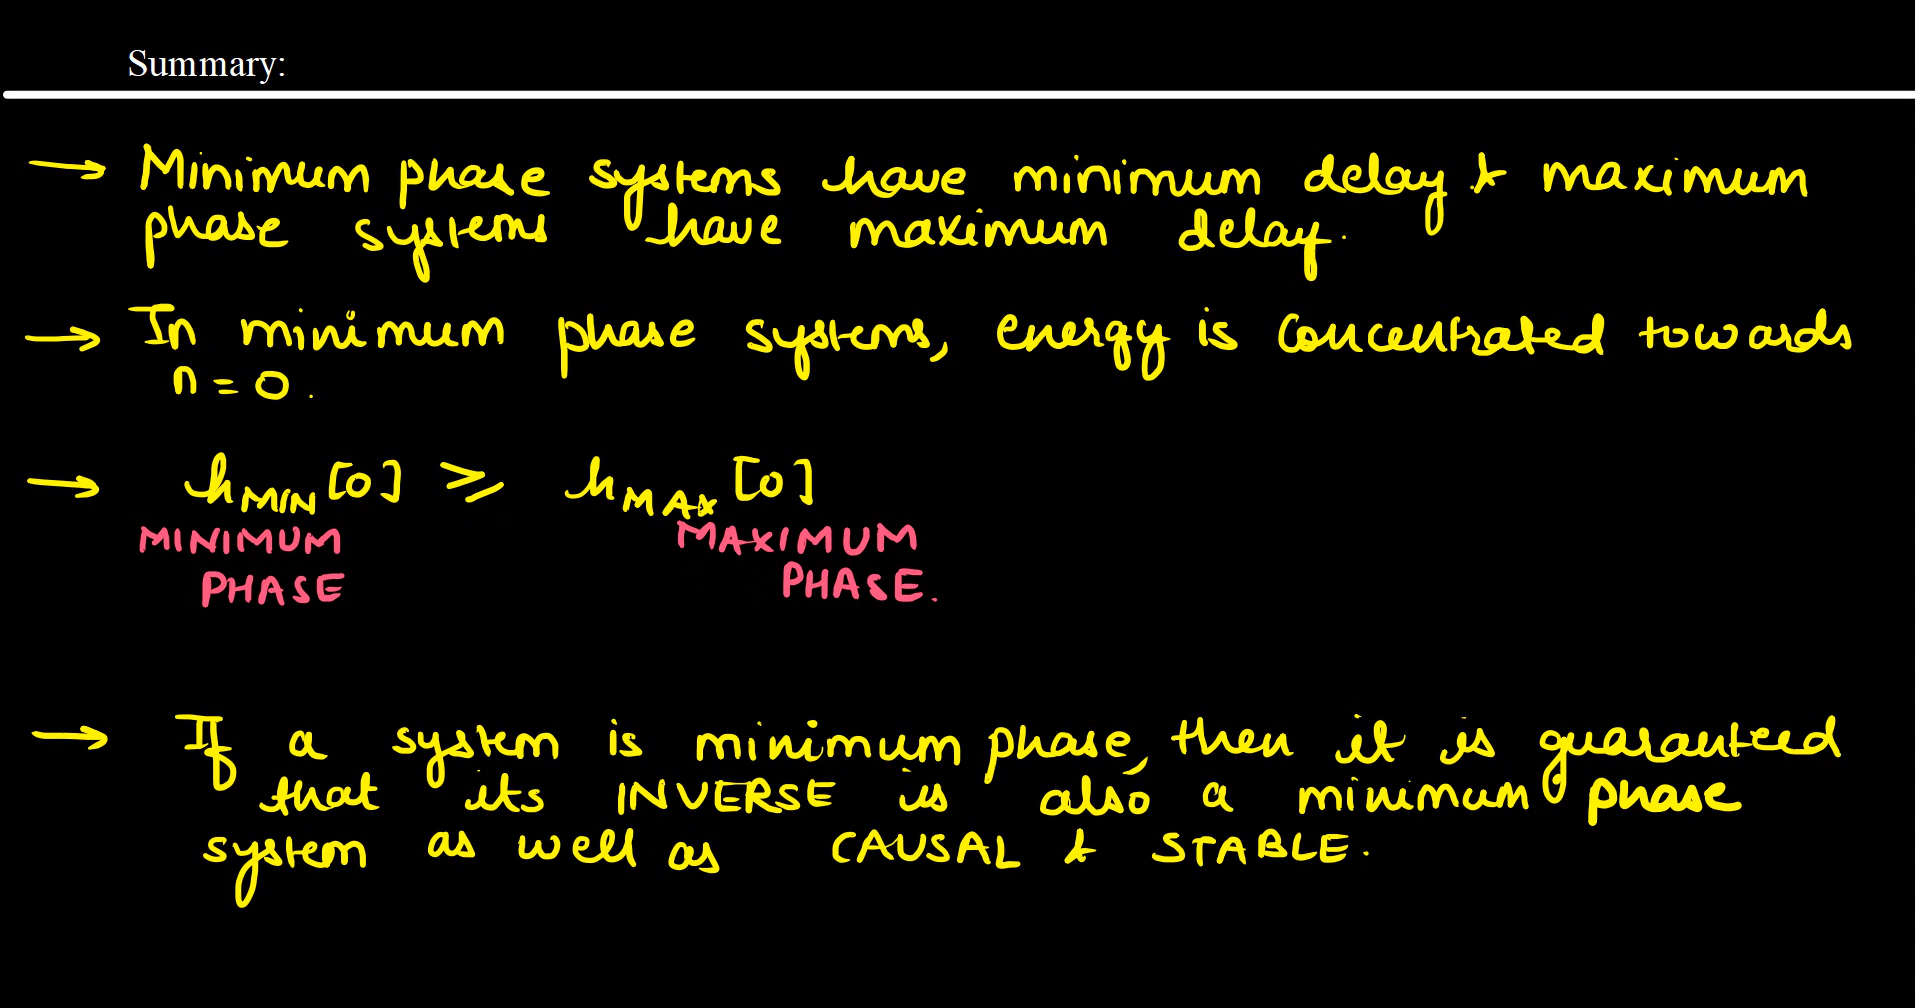 Summary:
→ Minimum phase systems have minimum delay & maximum
phase systems have maximum delay.
→ In minimum phase systems, energy is concentrated towards
n = 0.
→ hMIN[0] ⩾ hMAX[0]
MINIMUM MAXIMUM
PHASE PHASE.
→ If a system is minimum phase, then it is guaranteed
that its INVERSE is also a minimum phase
system as well as CAUSAL & STABLE.